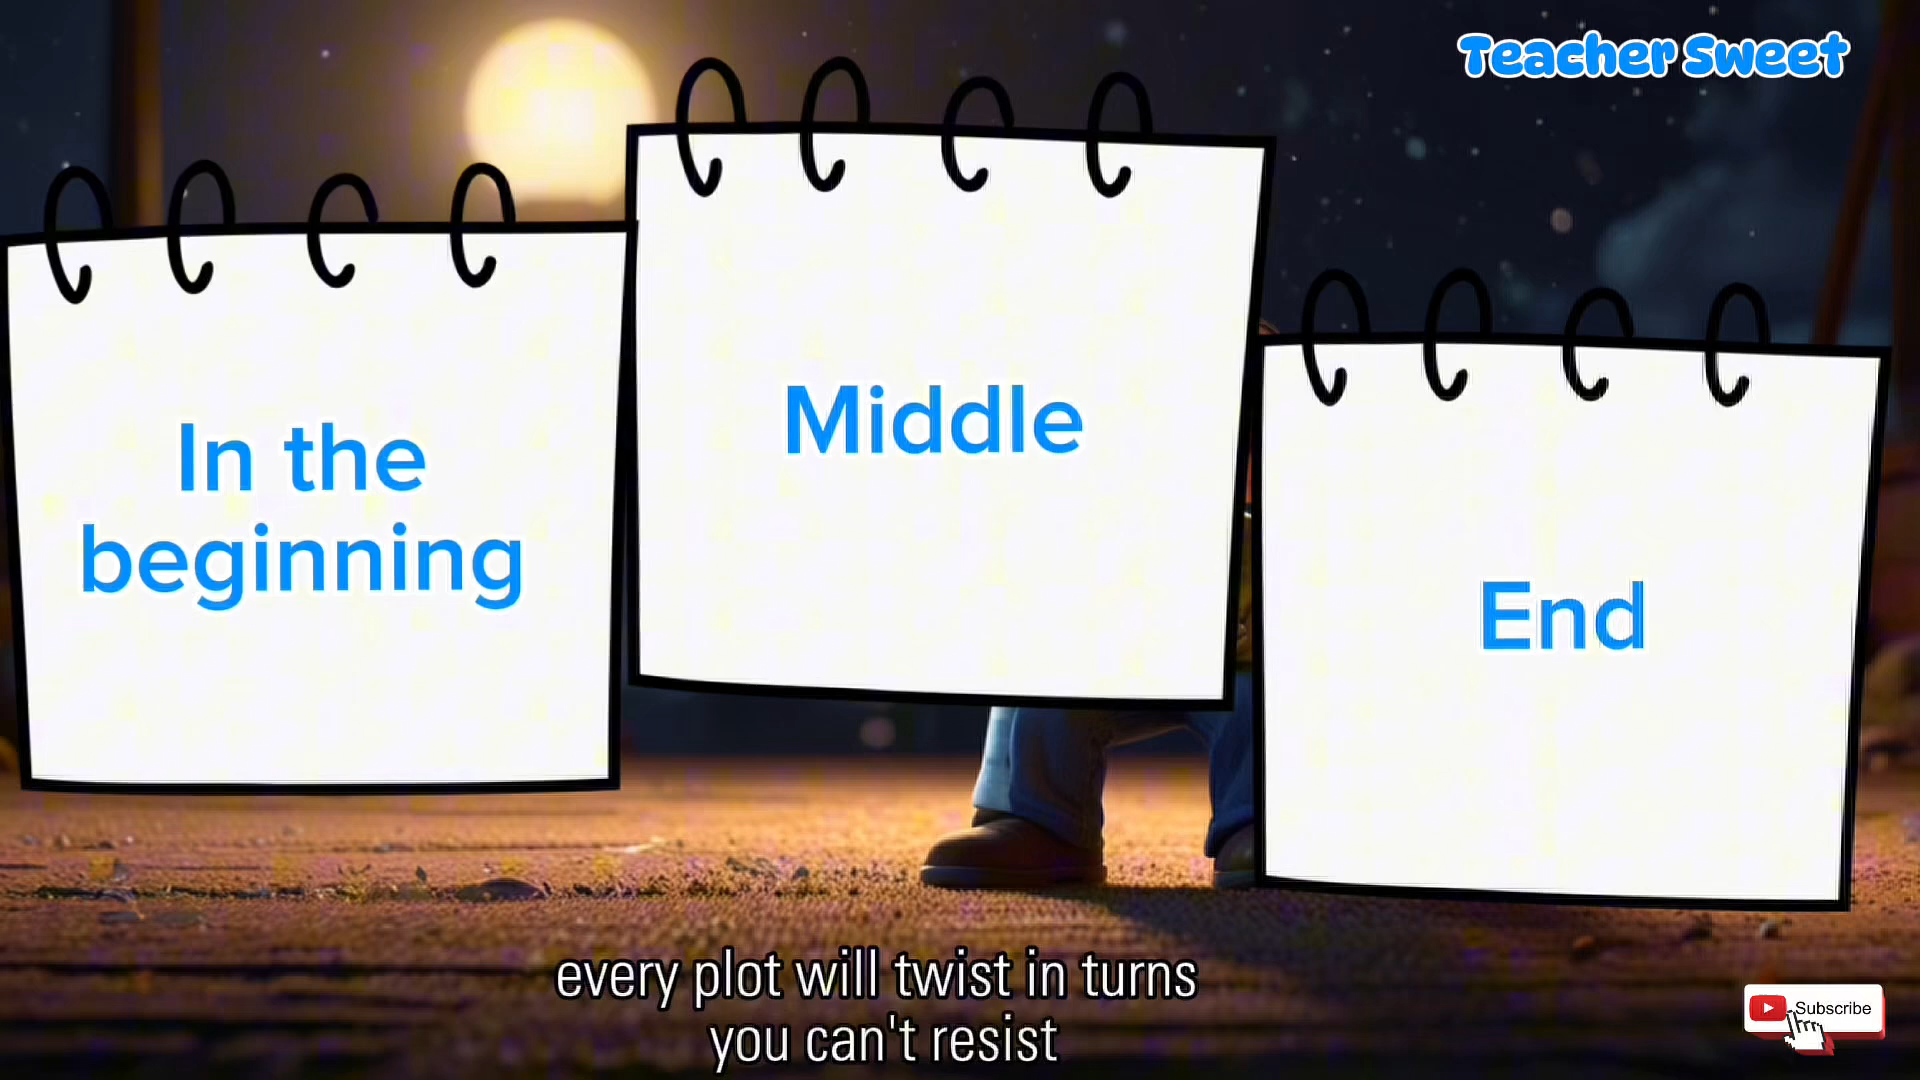 Teacher Sweet
In the
beginning
Middle
End
every plot will twist in turns
you can't resist
Subscribe